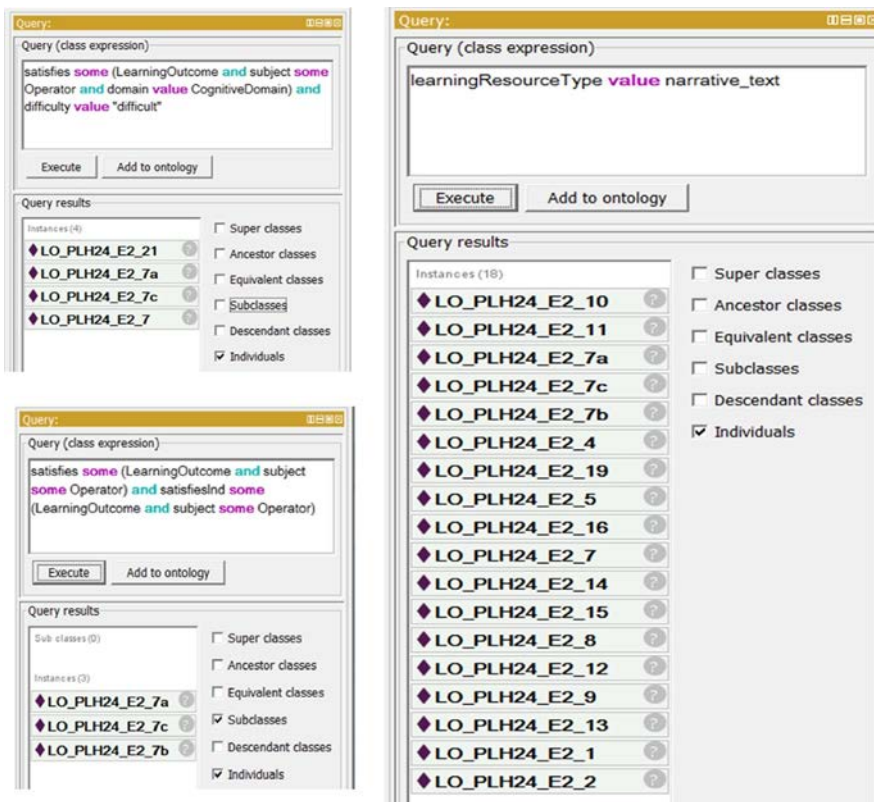 Query:
Query (class expression)
satisfies some (LearningOutcome and subject some
Operator and domain value CognitiveDomain) and
difficulty value "difficult"
Execute
Add to ontology
Query results
Instances (4)
LO_PLH24_E2_21
LO_PLH24_E2_7a
LO_PLH24_E2_7c
LO_PLH24_E2_7
Super classes
Ancestor classes
Equivalent classes
Subclasses
Descendant classes
Individuals
Query:
Query (class expression)
satisfies some (LearningOutcome and subject
some Operator) and satisfiesInd some
(LearningOutcome and subject some Operator)
Execute
Add to ontology
Query results
Sub classes (0)
Instances (3)
LO_PLH24_E2_7a
LO_PLH24_E2_7c
LO_PLH24_E2_7b
Super classes
Ancestor classes
Equivalent classes
Subclasses
Descendant classes
Individuals
Query:
Query (class expression)
learningResourceType value narrative_text
Execute
Add to ontology
Query results
Instances (18)
LO_PLH24_E2_10
LO_PLH24_E2_11
LO_PLH24_E2_7a
LO_PLH24_E2_7c
LO_PLH24_E2_7b
LO_PLH24_E2_4
LO_PLH24_E2_19
LO_PLH24_E2_5
LO_PLH24_E2_16
LO_PLH24_E2_7
LO_PLH24_E2_14
LO_PLH24_E2_15
LO_PLH24_E2_8
LO_PLH24_E2_12
LO_PLH24_E2_9
LO_PLH24_E2_13
LO_PLH24_E2_1
LO_PLH24_E2_2
Super classes
Ancestor classes
Equivalent classes
Subclasses
Descendant classes
Individuals